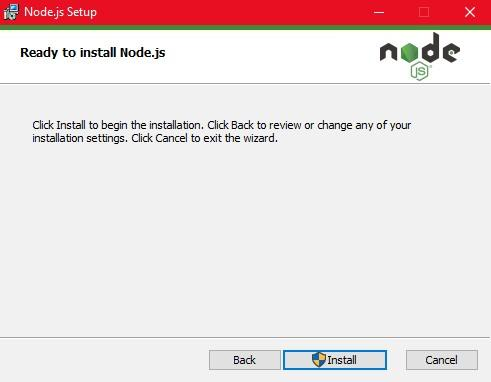 Node.js Setup
Ready to install Node.js
node
JS
Click Install to begin the installation. Click Back to review or change any of your
installation settings. Click Cancel to exit the wizard.
Back
Install
Cancel